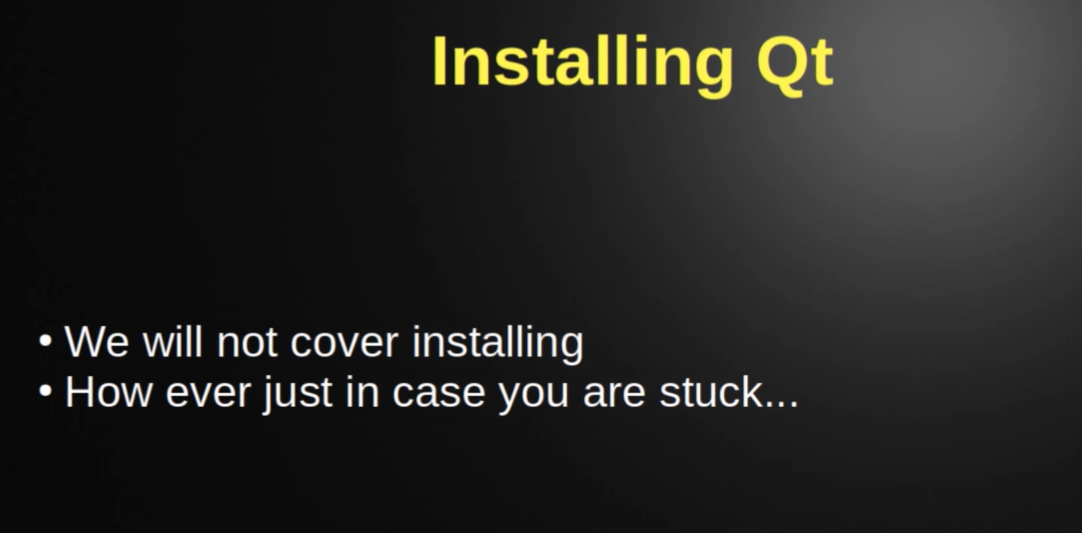 Installing Qt
• We will not cover installing
• How ever just in case you are stuck...